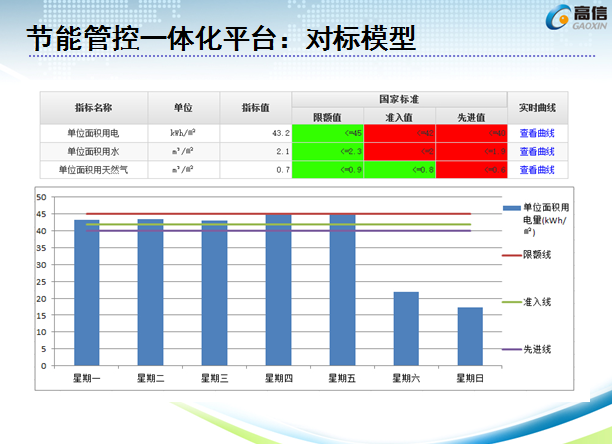 高信
GAOXIN
节能管控一体化平台：对标模型
指标名称 单位 指标值 国家标准 实时曲线
限额值 准入值 先进值
单位面积用电 kWh/㎡ 43.2 <=45 <=42 <=40 查看曲线
单位面积用水 m³/㎡ 2.1 <=2.3 <=2 查看曲线
单位面积用天然气 m³/㎡ 0.7 <=0.9 <=0.8 查看曲线
50
45
40
35
30
25
20
15
10
5
0
星期一 星期二 星期三 星期四 星期五 星期六 星期日
单位面积用
电量(kWh/
㎡)
限额线
准入线
先进线